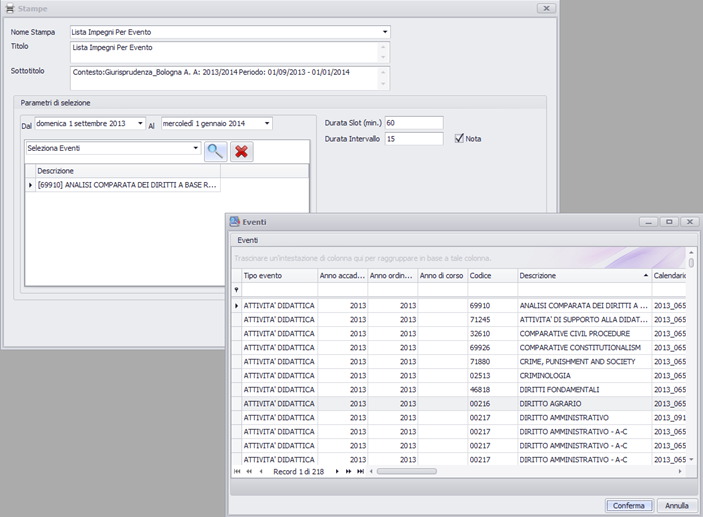 Stampe
Nome Stampa Lista Impegni Per Evento
Titolo Lista Impegni Per Evento
Sottotitolo Contesto:Giurisprudenza_Bologna A. A: 2013/2014 Periodo: 01/09/2013 - 01/01/2014
Parametri di selezione
Dal domenica 1 settembre 2013 Al mercoledì 1 gennaio 2014
Durata Slot (min.) 60
Durata Intervallo 15 Nota
Seleziona Eventi
Descrizione
[69910] ANALISI COMPARATA DEI DIRITTI A BASE R...
Eventi
Eventi
Trascinare un'intestazione di colonna qui per raggruppare in base a tale colonna.
Tipo evento Anno accad... Anno ordin... Anno di corso Codice Descrizione Calendario
ATTIVITA' DIDATTICA 2013 2013 69910 ANALISI COMPARATA DEI DIRITTI A ... 2013_065
ATTIVITA' DIDATTICA 2013 2013 71245 ATTIVITA' DI SUPPORTO ALLA DIDAT... 2013_065
ATTIVITA' DIDATTICA 2013 2013 32610 COMPARATIVE CIVIL PROCEDURE 2013_065
ATTIVITA' DIDATTICA 2013 2013 69926 COMPARATIVE CONSTITUTIONALISM 2013_065
ATTIVITA' DIDATTICA 2013 2013 71880 CRIME, PUNISHMENT AND SOCIETY 2013_065
ATTIVITA' DIDATTICA 2013 2013 02513 CRIMINOLOGIA 2013_065
ATTIVITA' DIDATTICA 2013 2013 46818 DIRITTI FONDAMENTALI 2013_065
ATTIVITA' DIDATTICA 2013 2013 00216 DIRITTO AGRARIO 2013_065
ATTIVITA' DIDATTICA 2013 2013 00217 DIRITTO AMMINISTRATIVO 2013_091
ATTIVITA' DIDATTICA 2013 2013 00217 DIRITTO AMMINISTRATIVO - A-C 2013_065
ATTIVITA' DIDATTICA 2013 2013 00217 DIRITTO AMMINISTRATIVO - A-C 2013_065
ATTIVITA' DIDATTICA 2013 2013 00217 DIRITTO AMMINISTRATIVO - A-C 2013_065
Record 1 di 218
Conferma Annulla